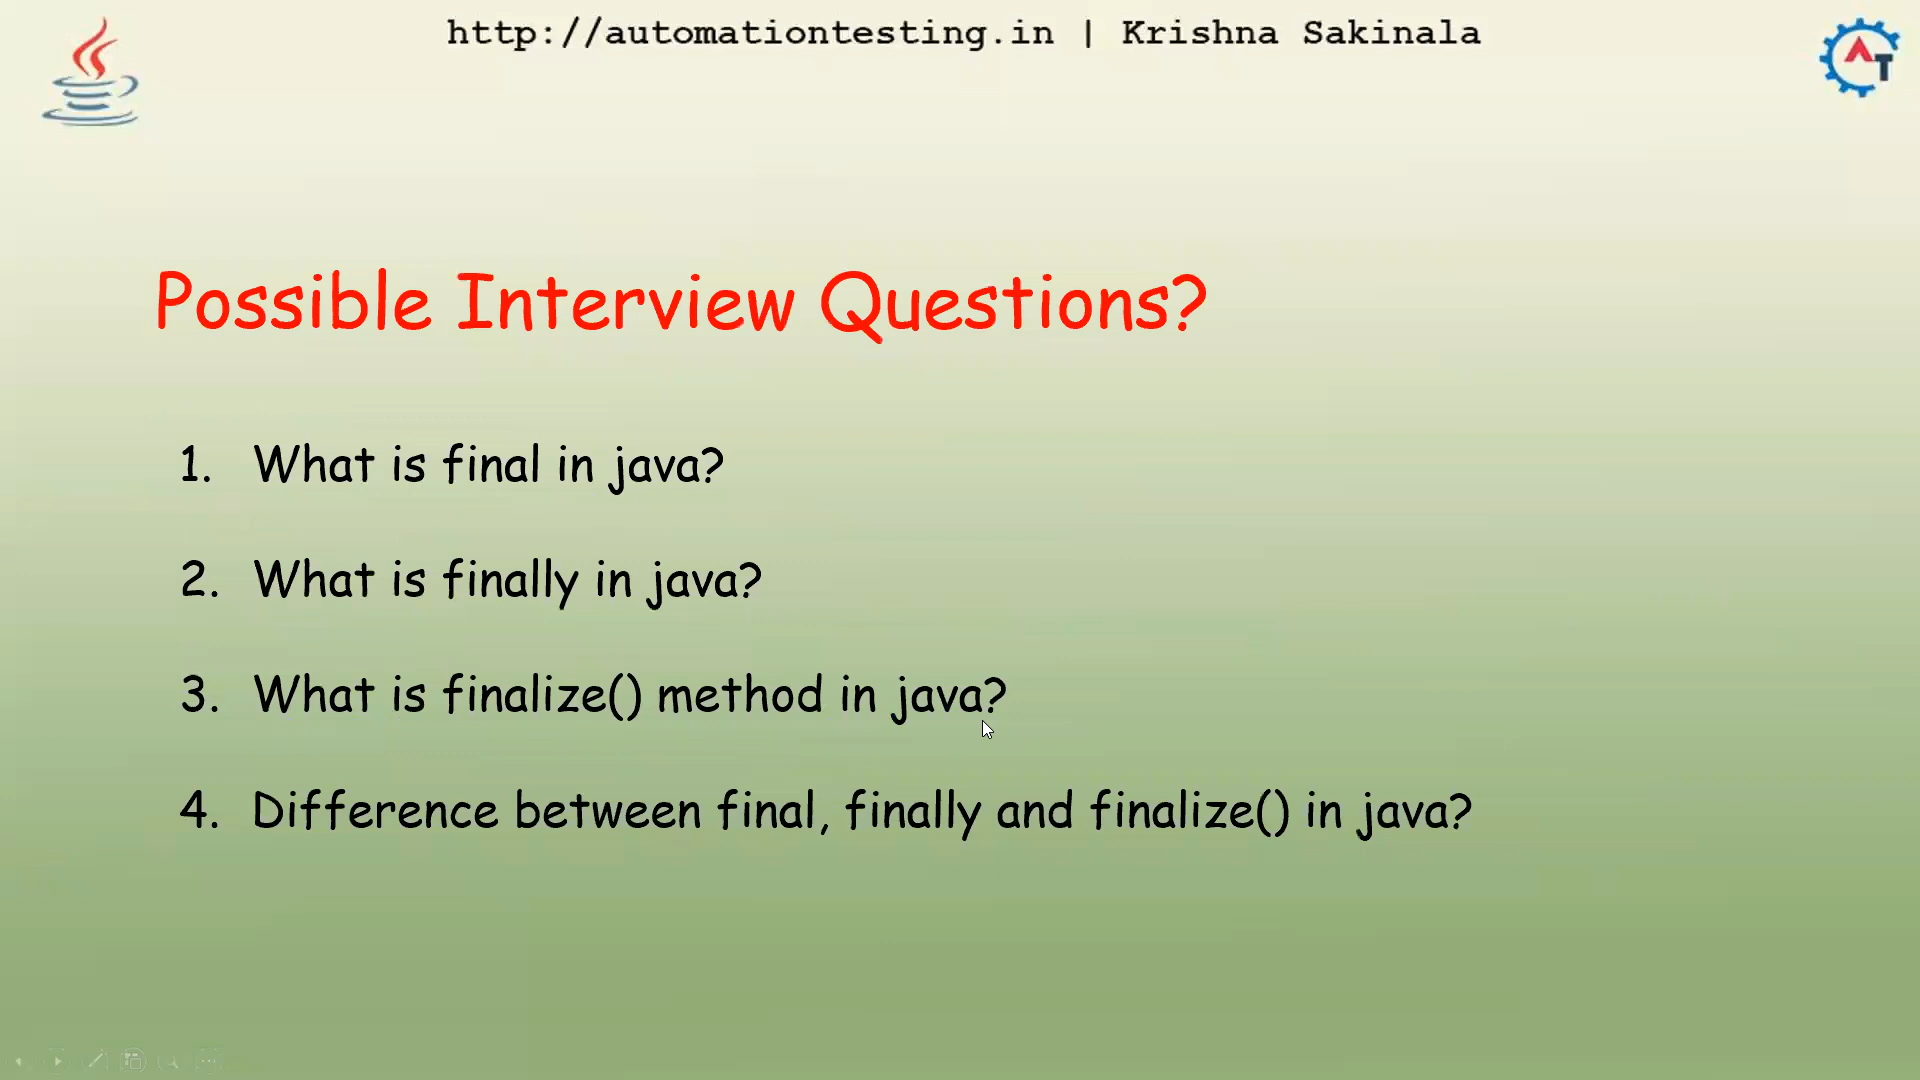 http://automationtesting.in | Krishna Sakinala
AT
Possible Interview Questions?
1. What is final in java?
2. What is finally in java?
3. What is finalize() method in java?
4. Difference between final, finally and finalize() in java?